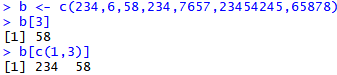 > b <- c(234,6,58,234,7657,23454245,65878)
> b[3]
[1] 58
> b[c(1,3)]
[1] 234  58